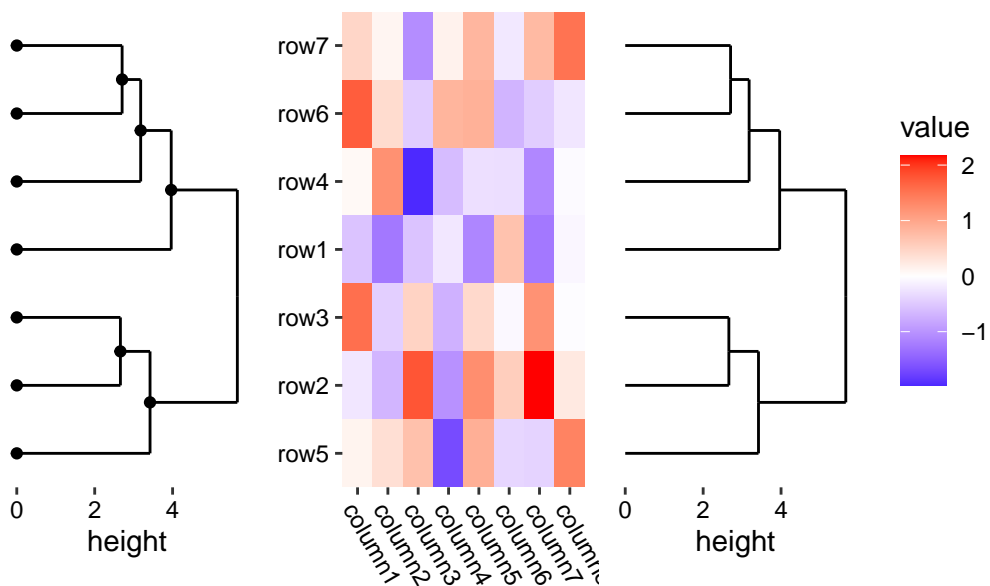 row7
row6
row4
row1
row3
row2
row5
0 2 4
height
column1
column2
column3
column4
column5
column6
column7
0 2 4
height
value
2
1
0
−1